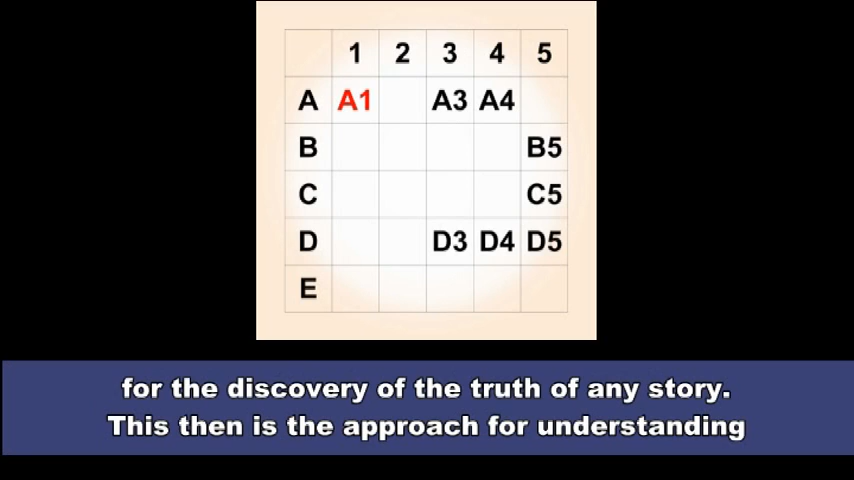 1 2 3 4 5
A A1 A3 A4
B B5
C C5
D D3 D4 D5
E
for the discovery of the truth of any story.
This then is the approach for understanding